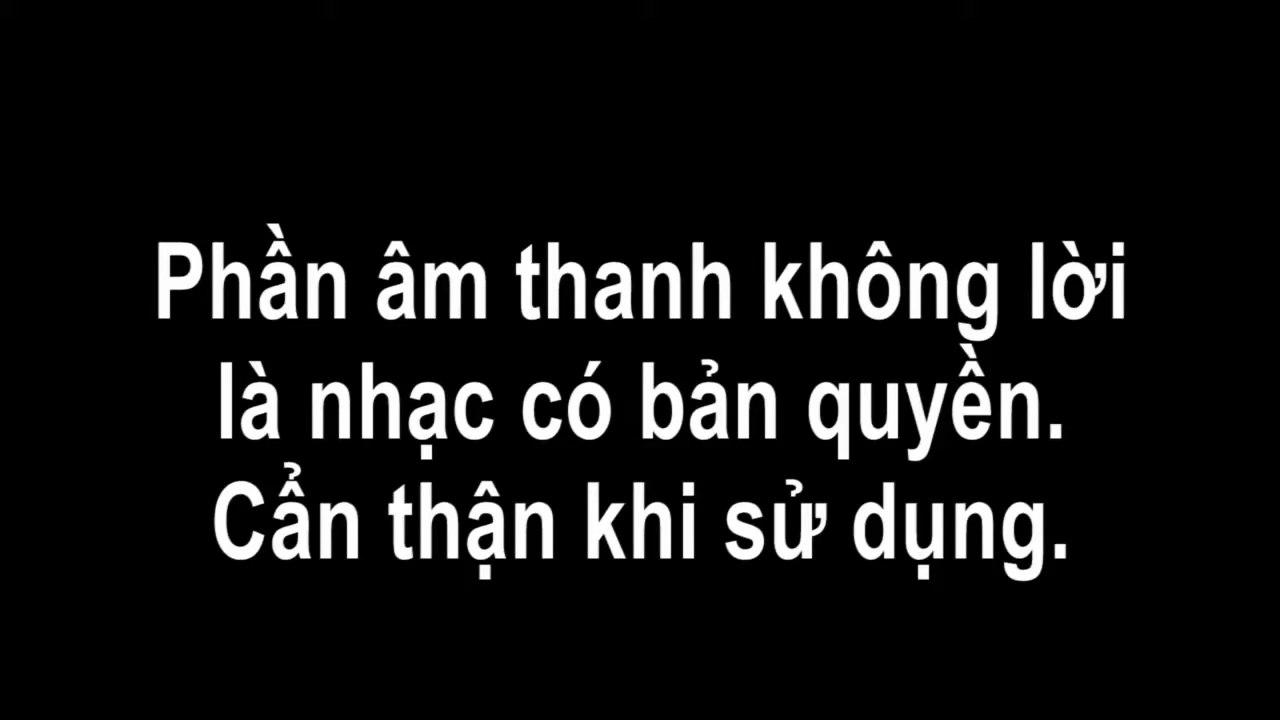 Phần âm thanh không lời
là nhạc có bản quyền.
Cẩn thận khi sử dụng.